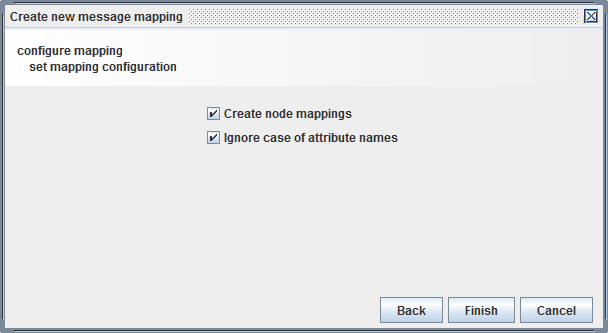 Create new message mapping
configure mapping
set mapping configuration
Create node mappings
Ignore case of attribute names
Back Finish Cancel